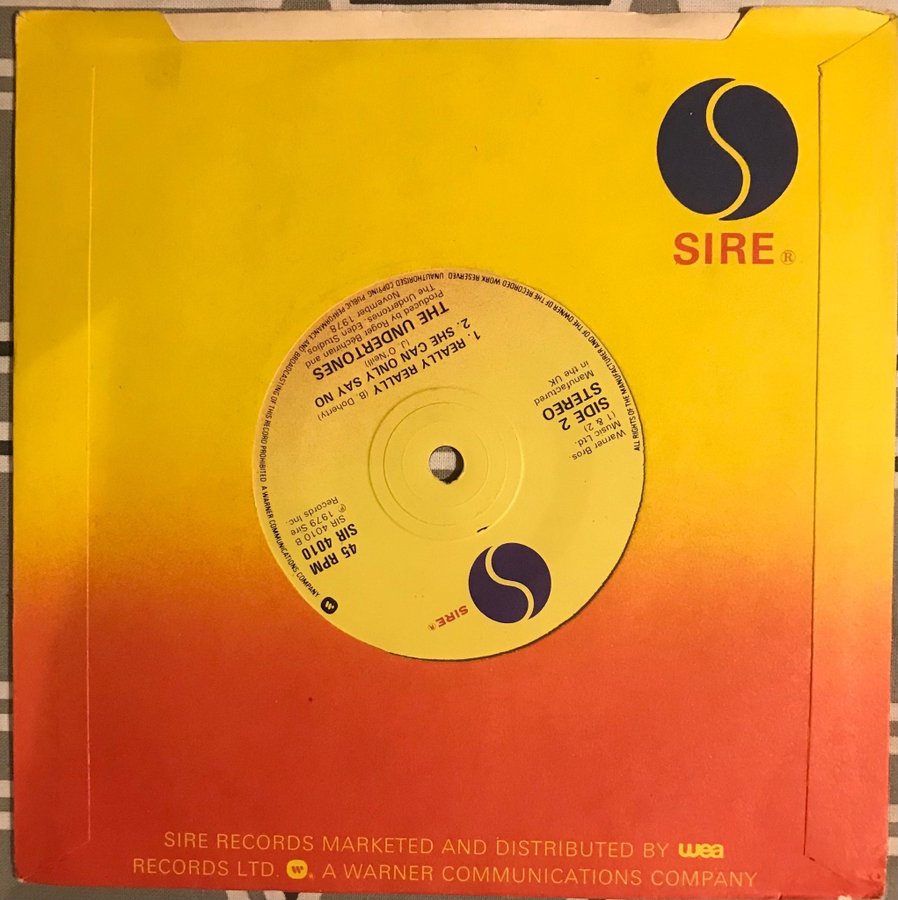 SIRE®
SIRE®
45 RPM
SIR 4010
SIR 4010 B
℗ 1979 Sire
Records Inc.
SIDE 2
STEREO
Manufactured
in the UK
Warner Bros.
Music Ltd.
(1 & 2)
1. REALLY REALLY (B Doherty)
2. SHE CAN ONLY SAY NO
(J O'Neill)
THE UNDERTONES
Produced by Roger Bechirian and
The Undertones, Eden Studios
November 1978
ALL RIGHTS OF THE MANUFACTURER AND OF THE OWNER OF THE RECORDED WORK RESERVED. UNAUTHORISED COPYING PUBLIC PERFORMANCE AND BROADCASTING OF THIS RECORD PROHIBITED. A WARNER COMMUNICATIONS COMPANY
SIRE RECORDS MARKETED AND DISTRIBUTED BY wea
RECORDS LTD. W. A WARNER COMMUNICATIONS COMPANY